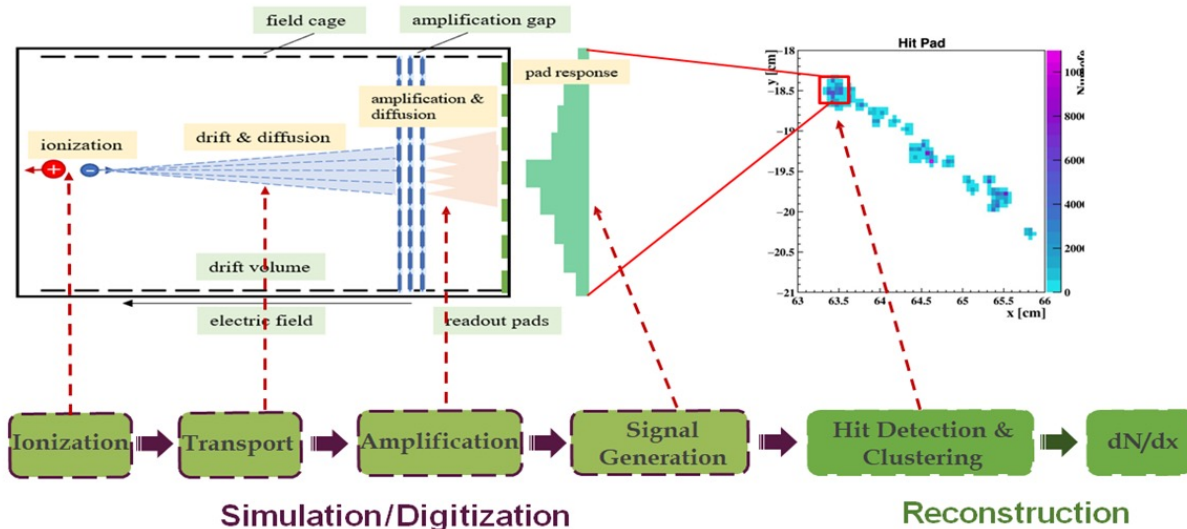 field cage
amplification gap
pad response
amplification &
diffusion
drift & diffusion
ionization
+
−
drift volume
electric field
readout pads
Hit Pad
y [cm]
−18
−18.5
−19
−19.5
−20
−20.5
−21
63
63.5
64
64.5
65
65.5
66
x [cm]
8000
6000
4000
2000
0
Ionization
Transport
Amplification
Signal
Generation
Hit Detection &
Clustering
dN/dx
Simulation/Digitization
Reconstruction